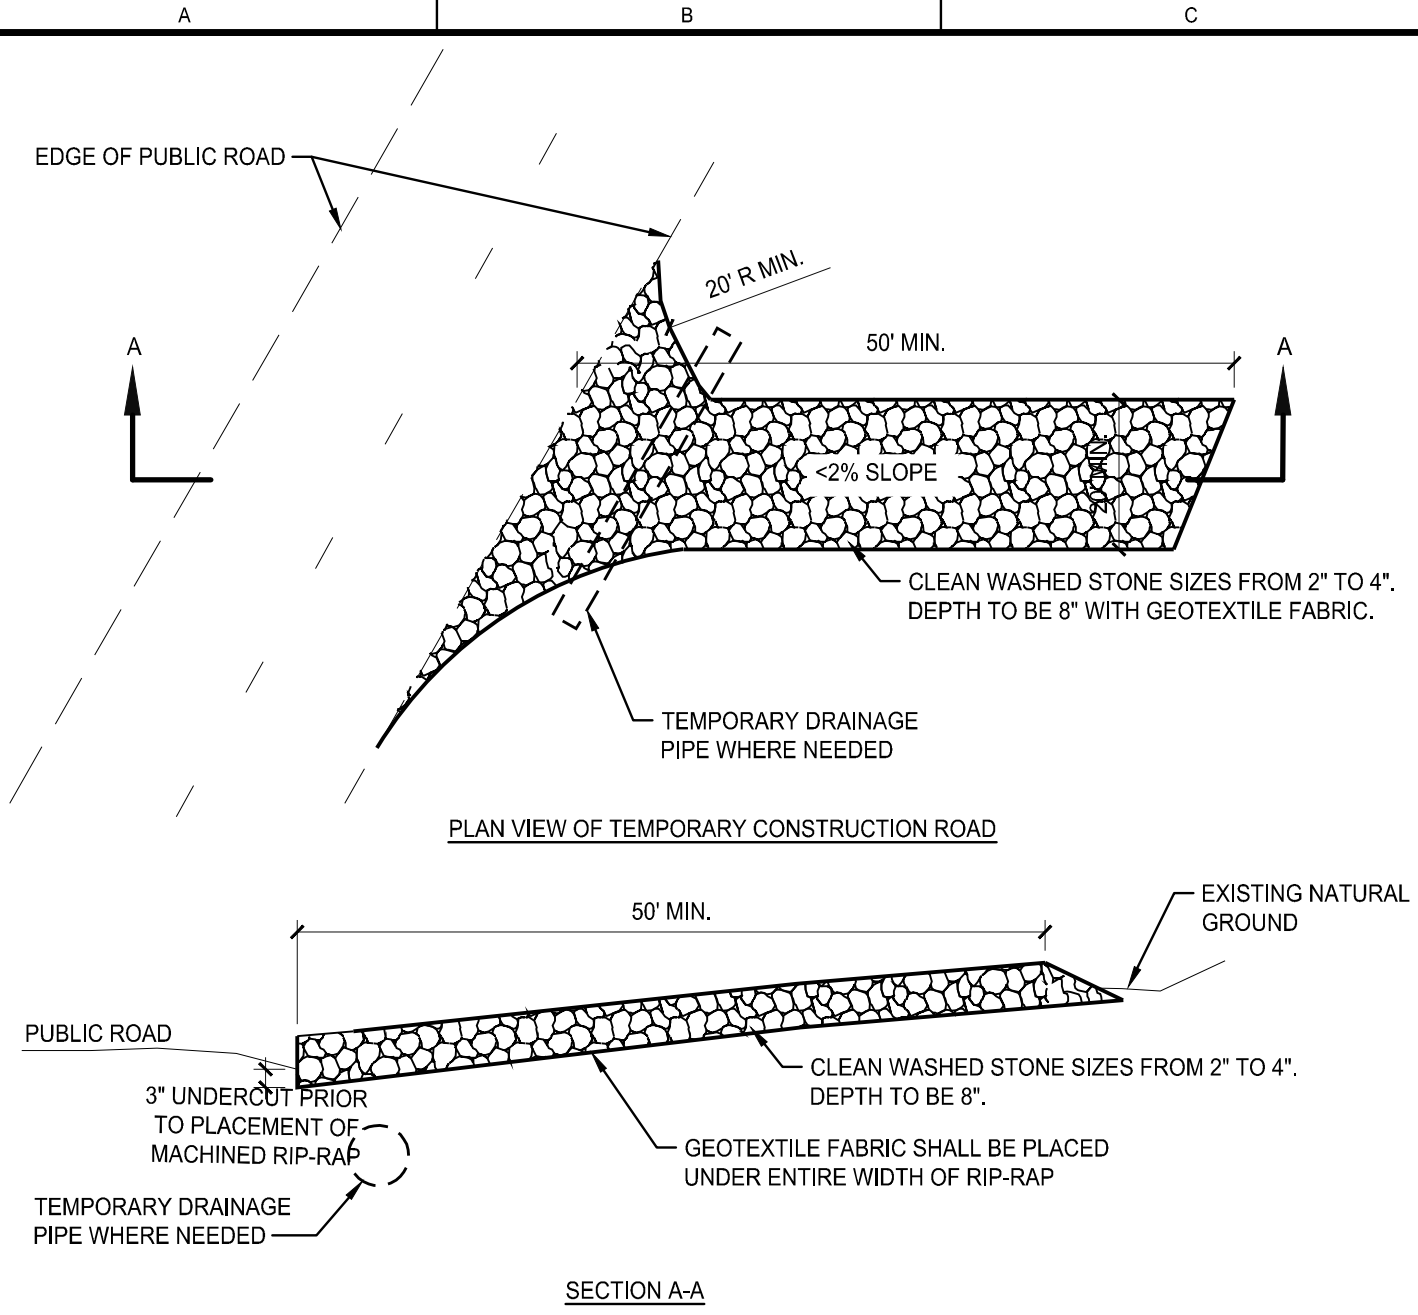 A B C
EDGE OF PUBLIC ROAD
20' R MIN.
50' MIN.
A
A
<2% SLOPE
20' MIN.
CLEAN WASHED STONE SIZES FROM 2" TO 4".
DEPTH TO BE 8" WITH GEOTEXTILE FABRIC.
TEMPORARY DRAINAGE
PIPE WHERE NEEDED
PLAN VIEW OF TEMPORARY CONSTRUCTION ROAD
50' MIN.
EXISTING NATURAL
GROUND
PUBLIC ROAD
CLEAN WASHED STONE SIZES FROM 2" TO 4".
DEPTH TO BE 8".
3" UNDERCUT PRIOR
TO PLACEMENT OF
MACHINED RIP-RAP
GEOTEXTILE FABRIC SHALL BE PLACED
UNDER ENTIRE WIDTH OF RIP-RAP
TEMPORARY DRAINAGE
PIPE WHERE NEEDED
SECTION A-A